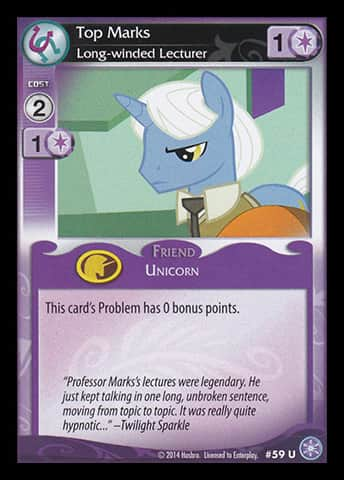 Top Marks
Long-winded Lecturer
1
COST
2
1
FRIEND
UNICORN
This card's Problem has 0 bonus points.
"Professor Marks's lectures were legendary. He
just kept talking in one long, unbroken sentence,
moving from topic to topic. It was really quite
hypnotic..." –Twilight Sparkle
© 2014 Hasbro. Licensed to Enterplay. #59 U